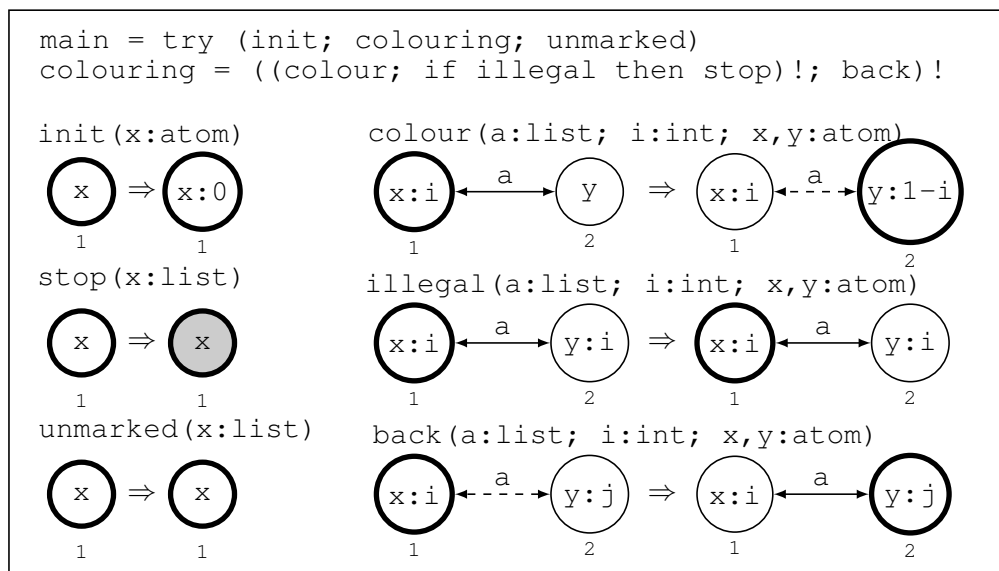 main = try (init; colouring; unmarked)
colouring = ((colour; if illegal then stop)!; back)!
init(x:atom)
x ⇒ x:0
1 1
colour(a:list; i:int; x,y:atom)
x:i a y ⇒ x:i a y:1-i
1 2 1 2
stop(x:list)
x ⇒ x
1 1
illegal(a:list; i:int; x,y:atom)
x:i a y:i ⇒ x:i a y:i
1 2 1 2
unmarked(x:list)
x ⇒ x
1 1
back(a:list; i:int; x,y:atom)
x:i a y:j ⇒ x:i a y:j
1 2 1 2